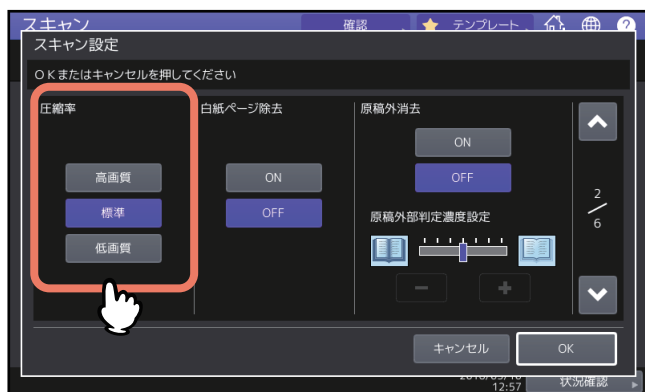 スキャン
確認
テンプレート
スキャン設定
ＯＫまたはキャンセルを押してください
圧縮率
白紙ページ除去
原稿外消去
高画質
標準
低画質
ON
OFF
ON
OFF
原稿外部判定濃度設定
2
6
キャンセル
OK
12:57
状況確認